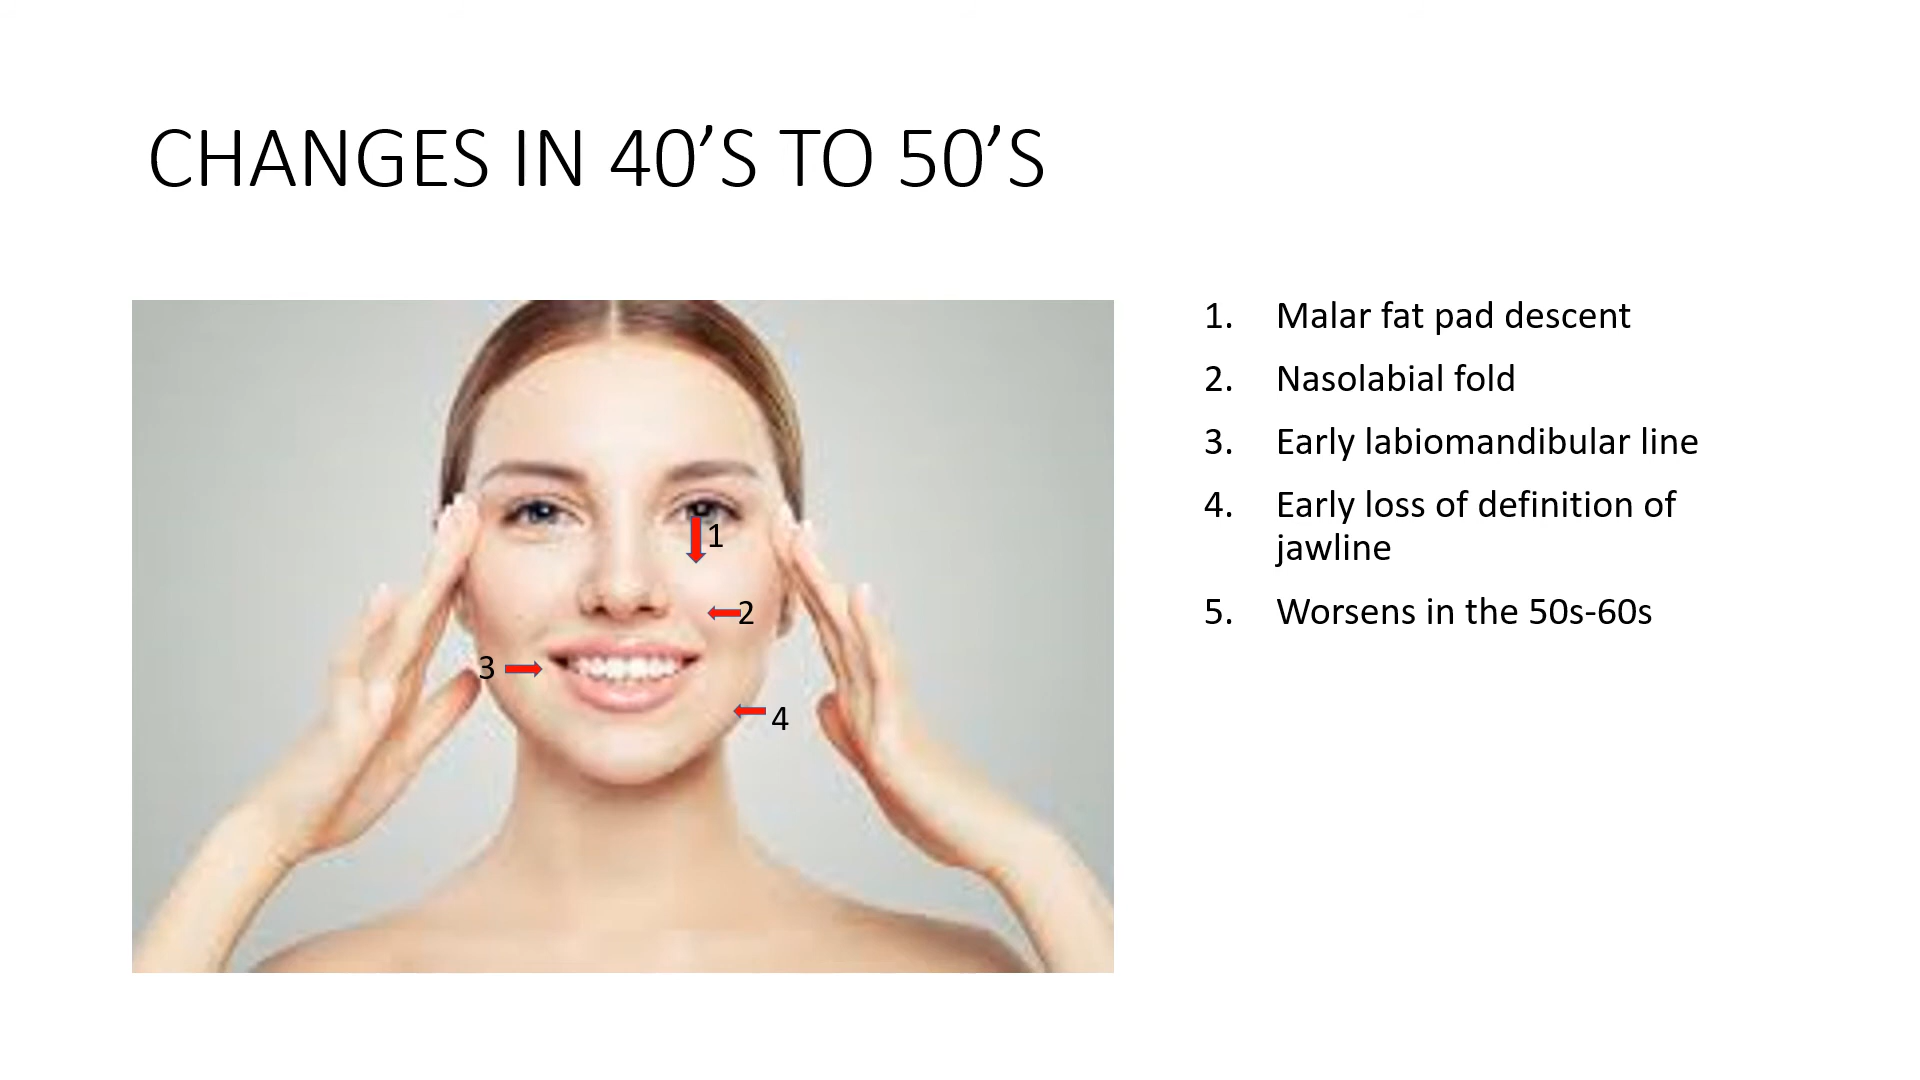 CHANGES IN 40’S TO 50’S
1
2
3
4
1. Malar fat pad descent
2. Nasolabial fold
3. Early labiomandibular line
4. Early loss of definition of
jawline
5. Worsens in the 50s-60s